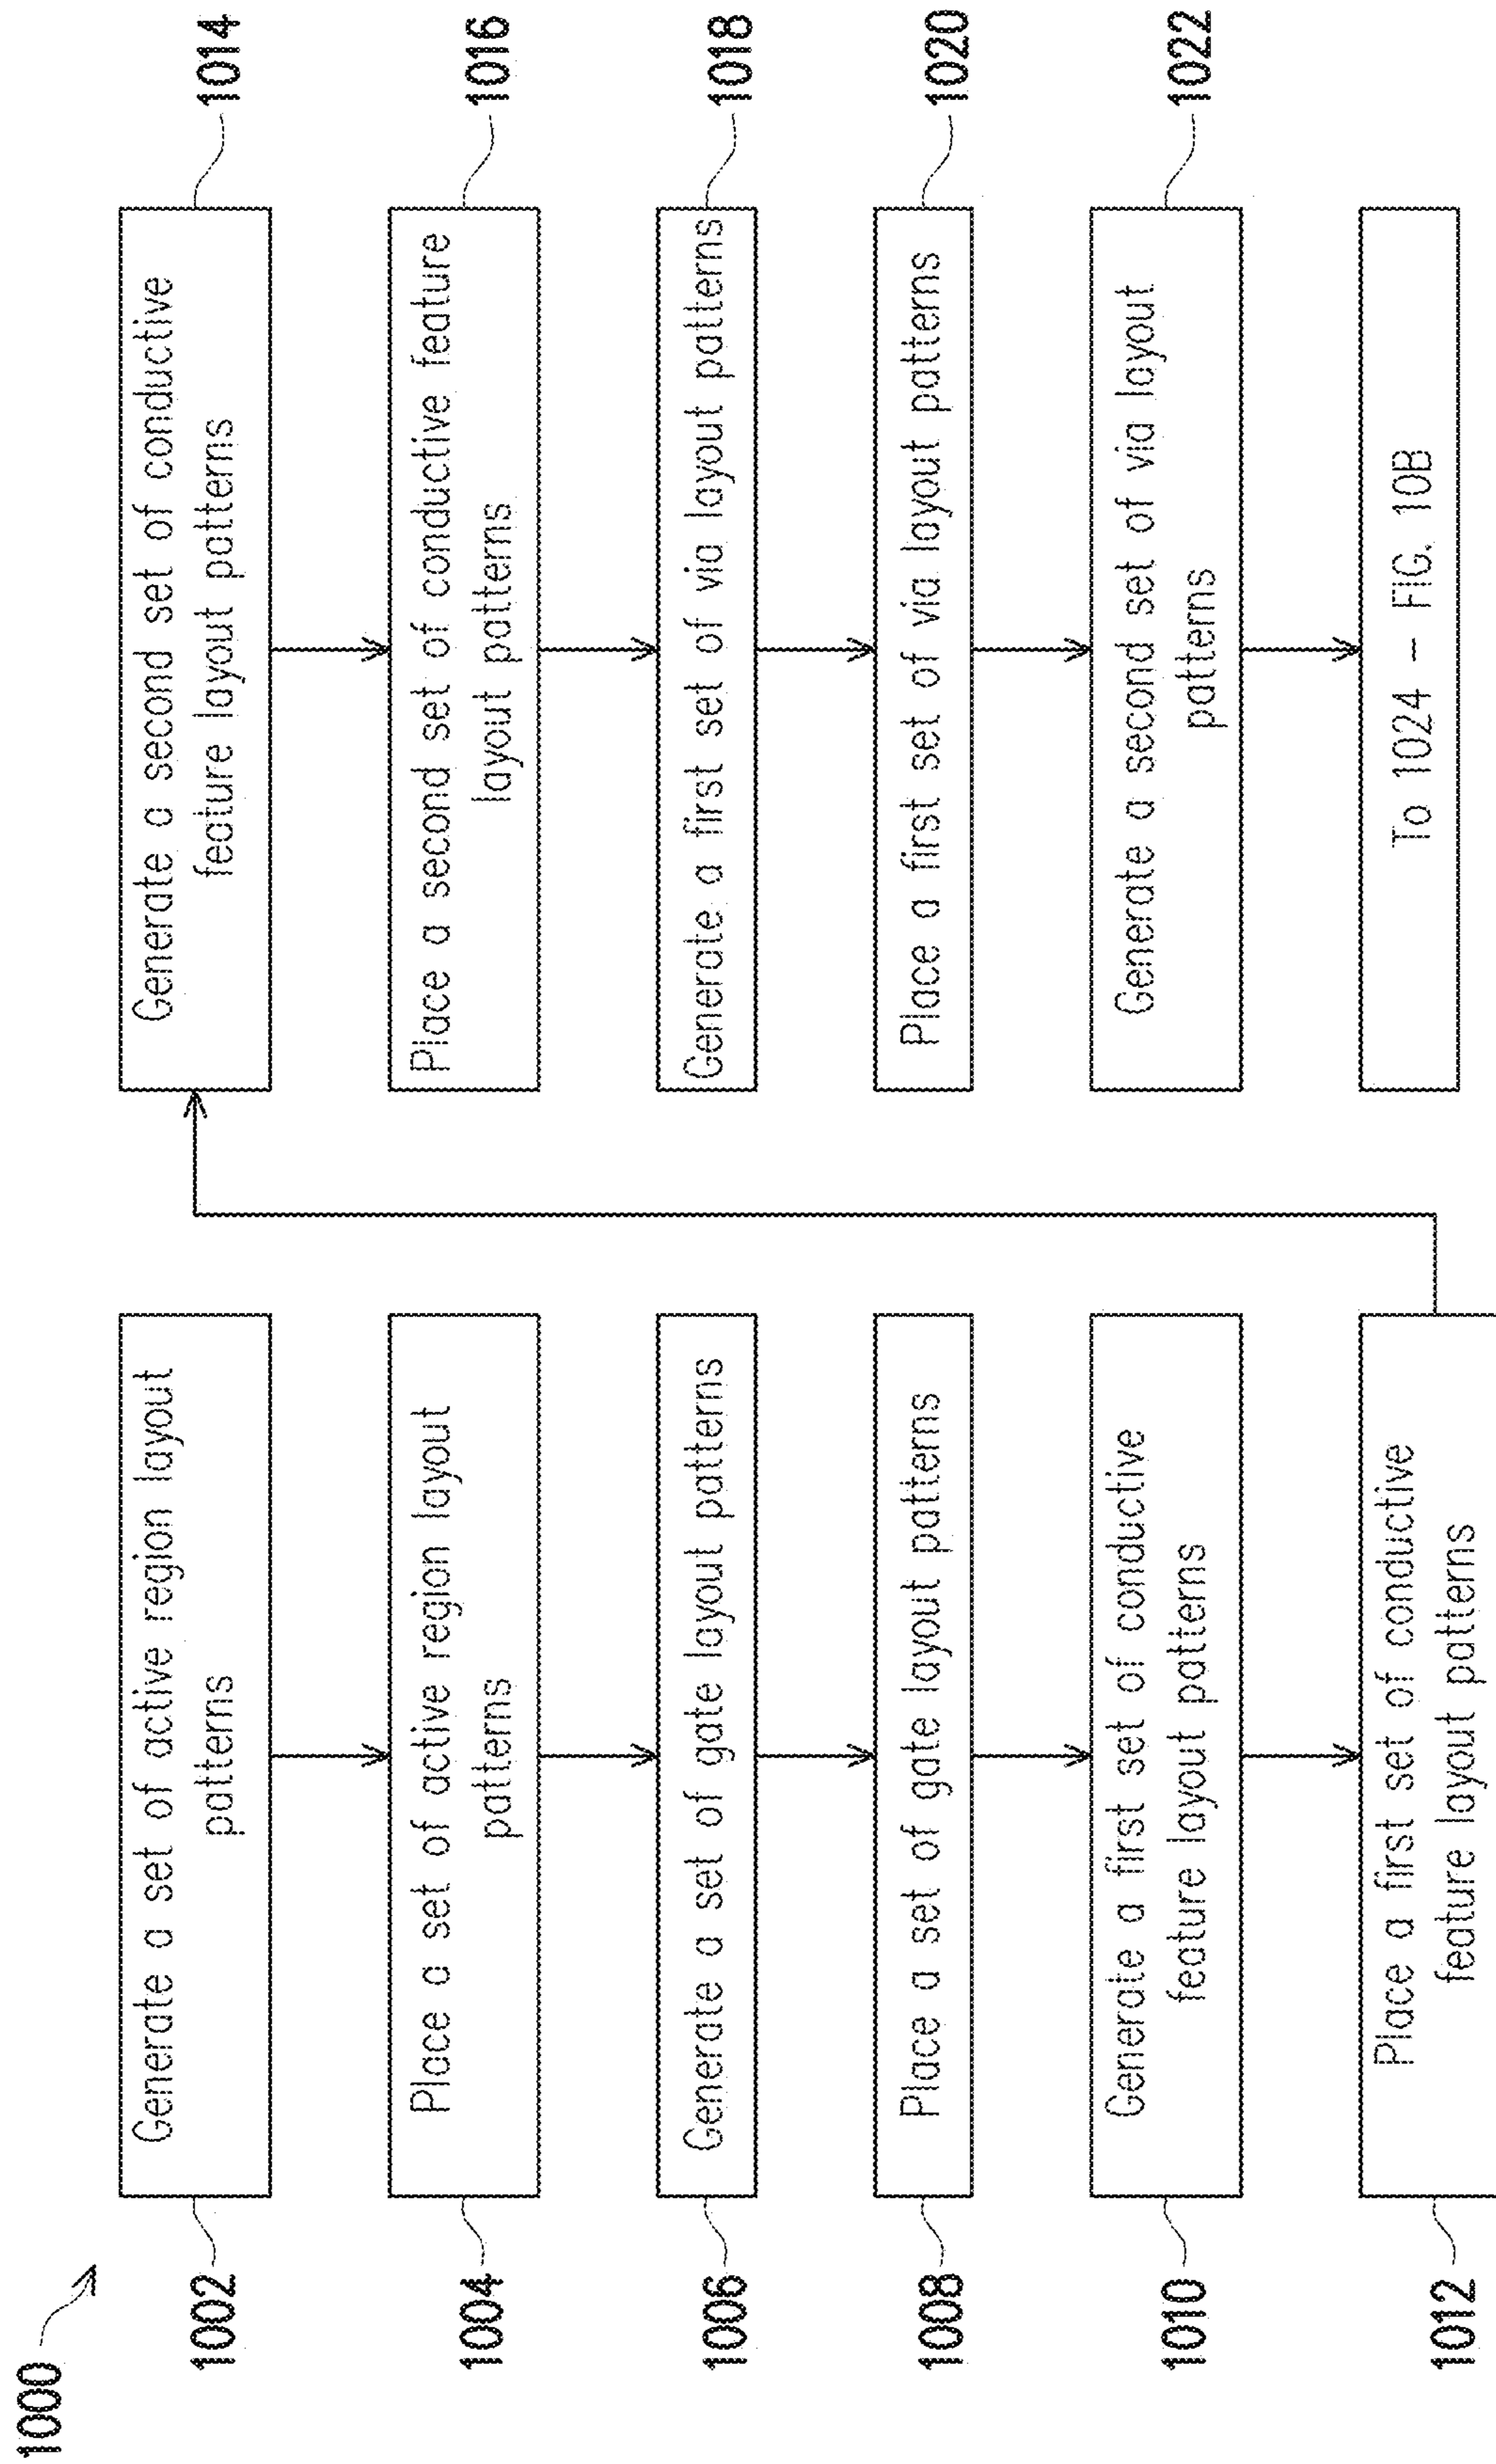 1000
1002
Generate a set of active region layout
patterns
1004
Place a set of active region layout
patterns
1006
Generate a set of gate layout patterns
1008
Place a set of gate layout patterns
1010
Generate a first set of conductive
feature layout patterns
1012
Place a first set of conductive
feature layout patterns
1014
Generate a second set of conductive
feature layout patterns
1016
Place a second set of conductive feature
layout patterns
1018
Generate a first set of via layout patterns
1020
Place a first set of via layout patterns
1022
Generate a second set of via layout
patterns
To 1024 – FIG. 10B